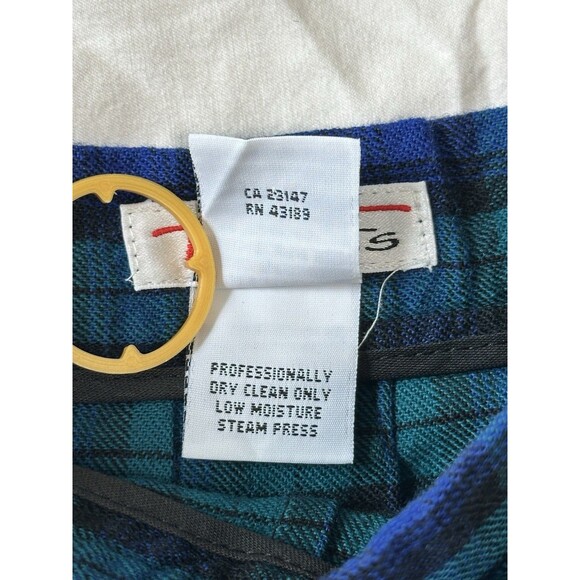 CA 23147
RN 43189
PROFESSIONALLY
DRY CLEAN ONLY
LOW MOISTURE
STEAM PRESS